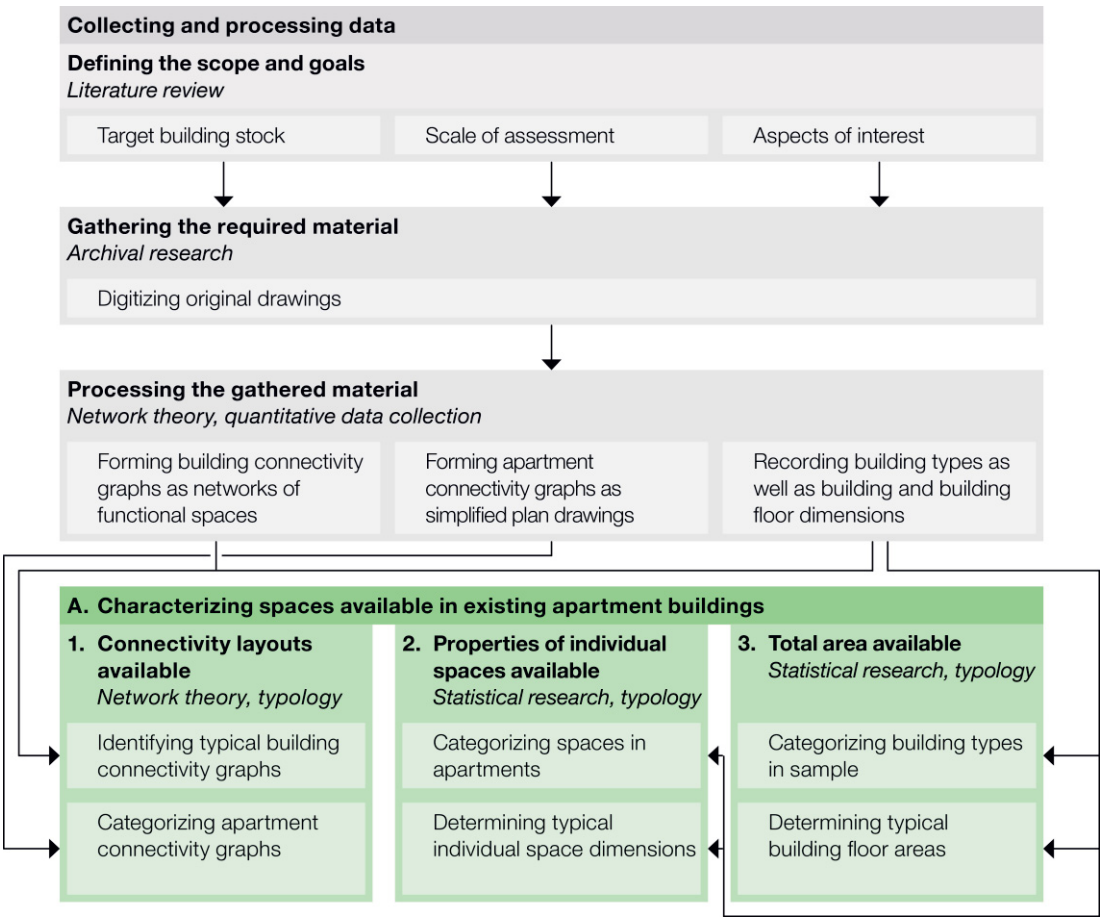 Collecting and processing data
Defining the scope and goals
Literature review
Target building stock
Scale of assessment
Aspects of interest
Gathering the required material
Archival research
Digitizing original drawings
Processing the gathered material
Network theory, quantitative data collection
Forming building connectivity
graphs as networks of
functional spaces
Forming apartment
connectivity graphs as
simplified plan drawings
Recording building types as
well as building and building
floor dimensions
A. Characterizing spaces available in existing apartment buildings
1. Connectivity layouts
available
Network theory, typology
Identifying typical building
connectivity graphs
Categorizing apartment
connectivity graphs
2. Properties of individual
spaces available
Statistical research, typology
Categorizing spaces in
apartments
Determining typical
individual space dimensions
3. Total area available
Statistical research, typology
Categorizing building types
in sample
Determining typical
building floor areas